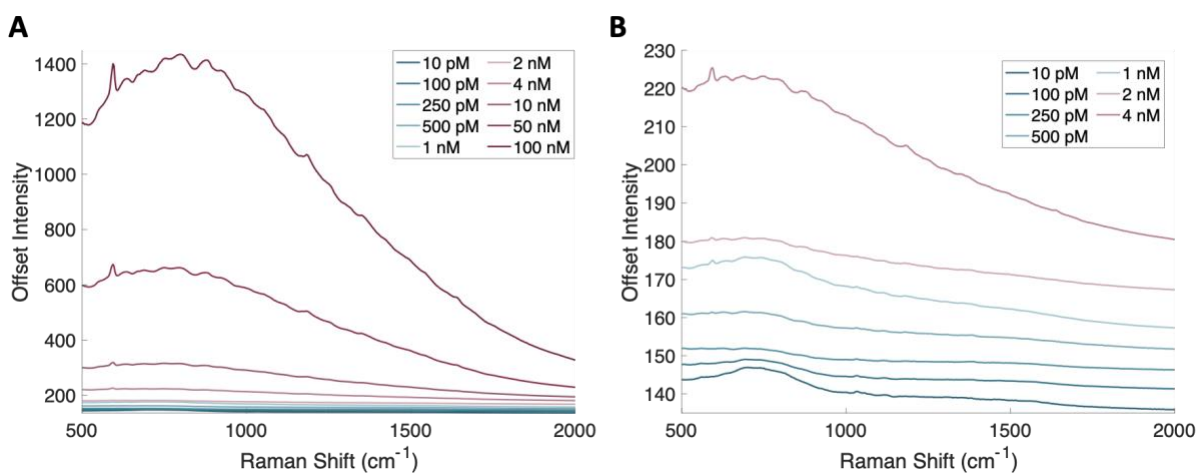 A
Offset Intensity
1400
1200
1000
800
600
400
200
500 1000 1500 2000
Raman Shift (cm⁻¹)
10 pM 2 nM
100 pM 4 nM
250 pM 10 nM
500 pM 50 nM
1 nM 100 nM
B
Offset Intensity
230
220
210
200
190
180
170
160
150
140
500 1000 1500 2000
Raman Shift (cm⁻¹)
10 pM 1 nM
100 pM 2 nM
250 pM 4 nM
500 pM